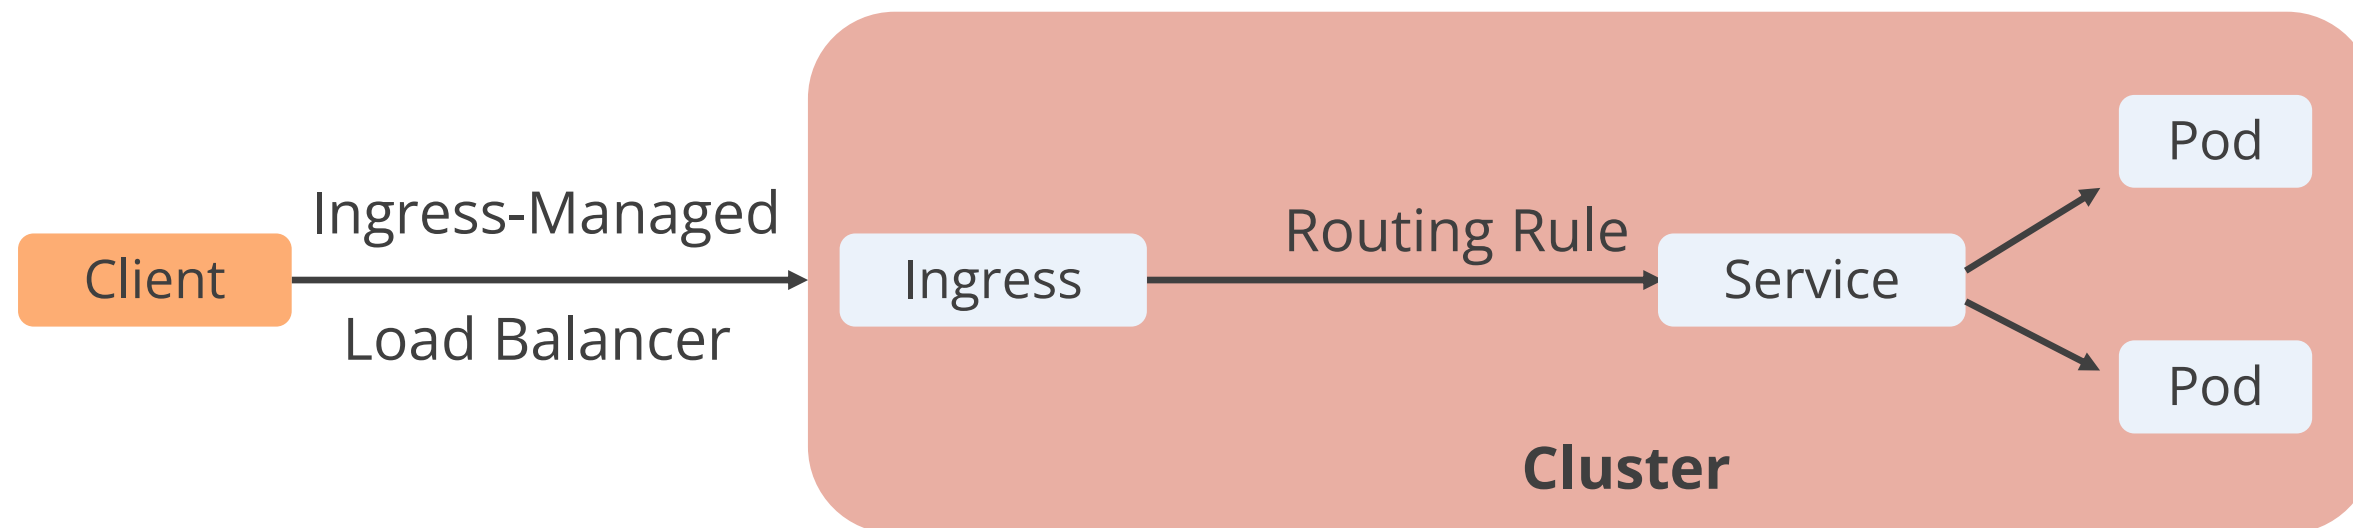 Client
Ingress-Managed
Load Balancer
Ingress
Routing Rule
Service
Pod
Pod
Cluster